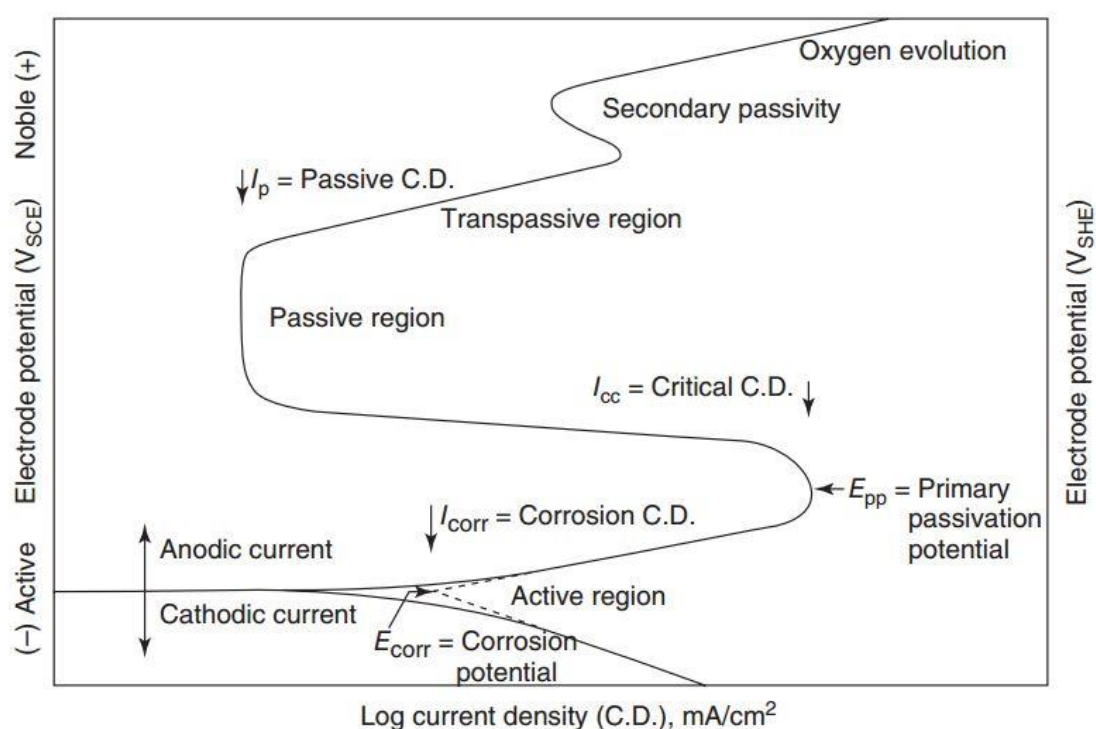 Oxygen evolution
Noble (+)
Secondary passivity
I_p = Passive C.D.
Transpassive region
Electrode potential (V_SCE)
Electrode potential (V_SHE)
Passive region
I_cc = Critical C.D.
E_pp = Primary
passivation
potential
I_corr = Corrosion C.D.
Anodic current
(−) Active
Active region
Cathodic current
E_corr = Corrosion
potential
Log current density (C.D.), mA/cm²